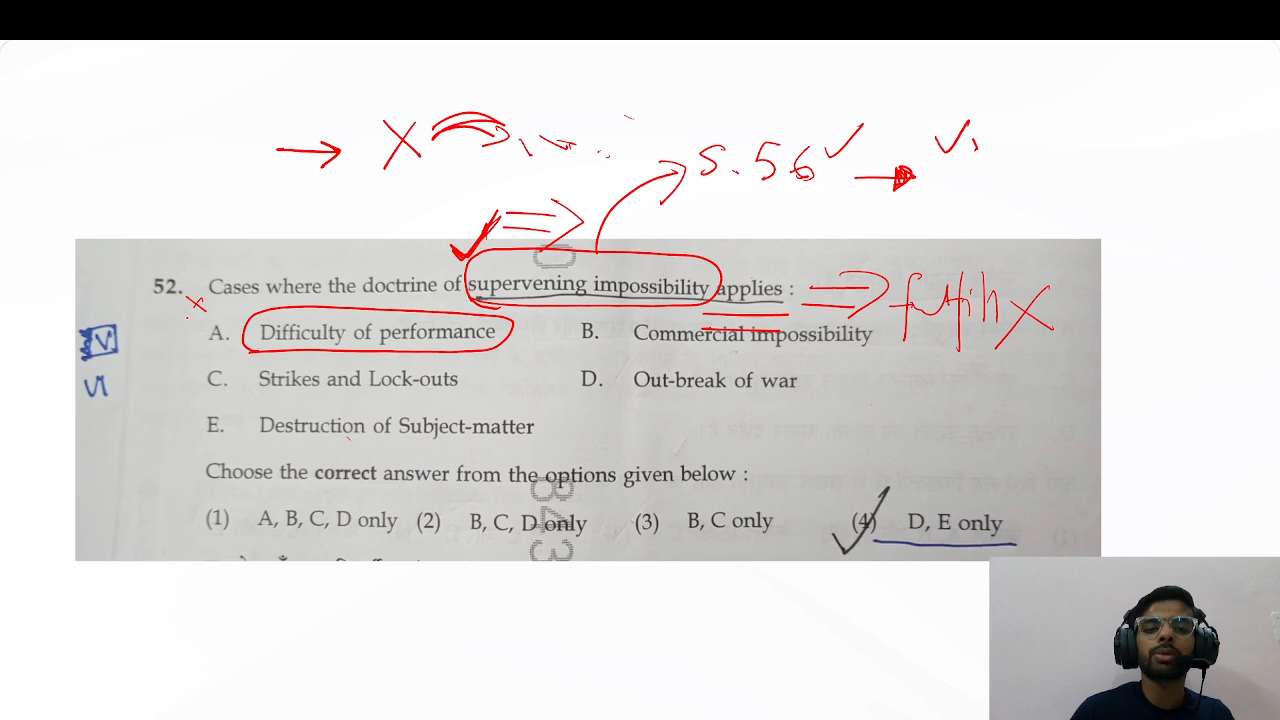 X
S. 56
52. Cases where the doctrine of supervening impossibility applies :
x
A. Difficulty of performance B. Commercial impossibility
V
VI
C. Strikes and Lock-outs D. Out-break of war
E. Destruction of Subject-matter
Choose the correct answer from the options given below :
(1) A, B, C, D only (2) B, C, D only (3) B, C only (4) D, E only